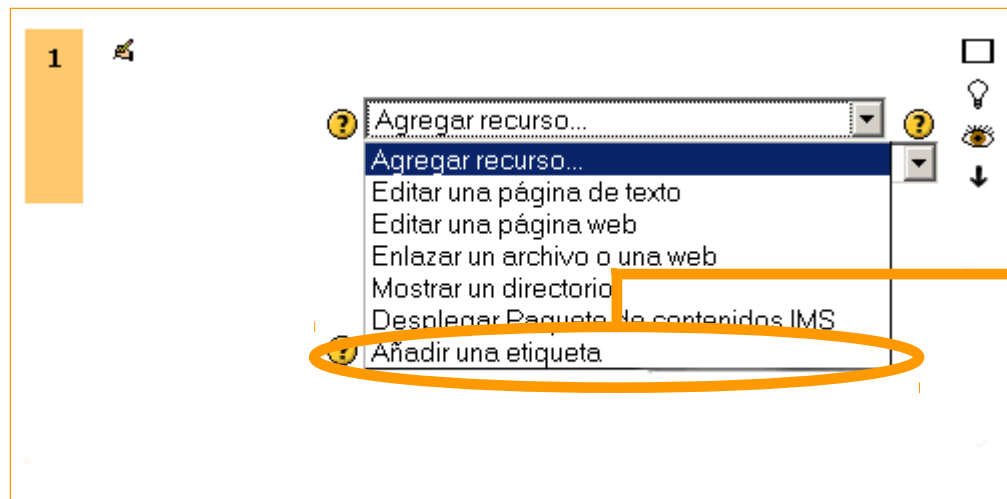 1
? Agregar recurso... ?
Agregar recurso...
Editar una página de texto
Editar una página web
Enlazar un archivo o una web
Mostrar un directorio
Desplegar Paquete de contenidos IMS
? Añadir una etiqueta